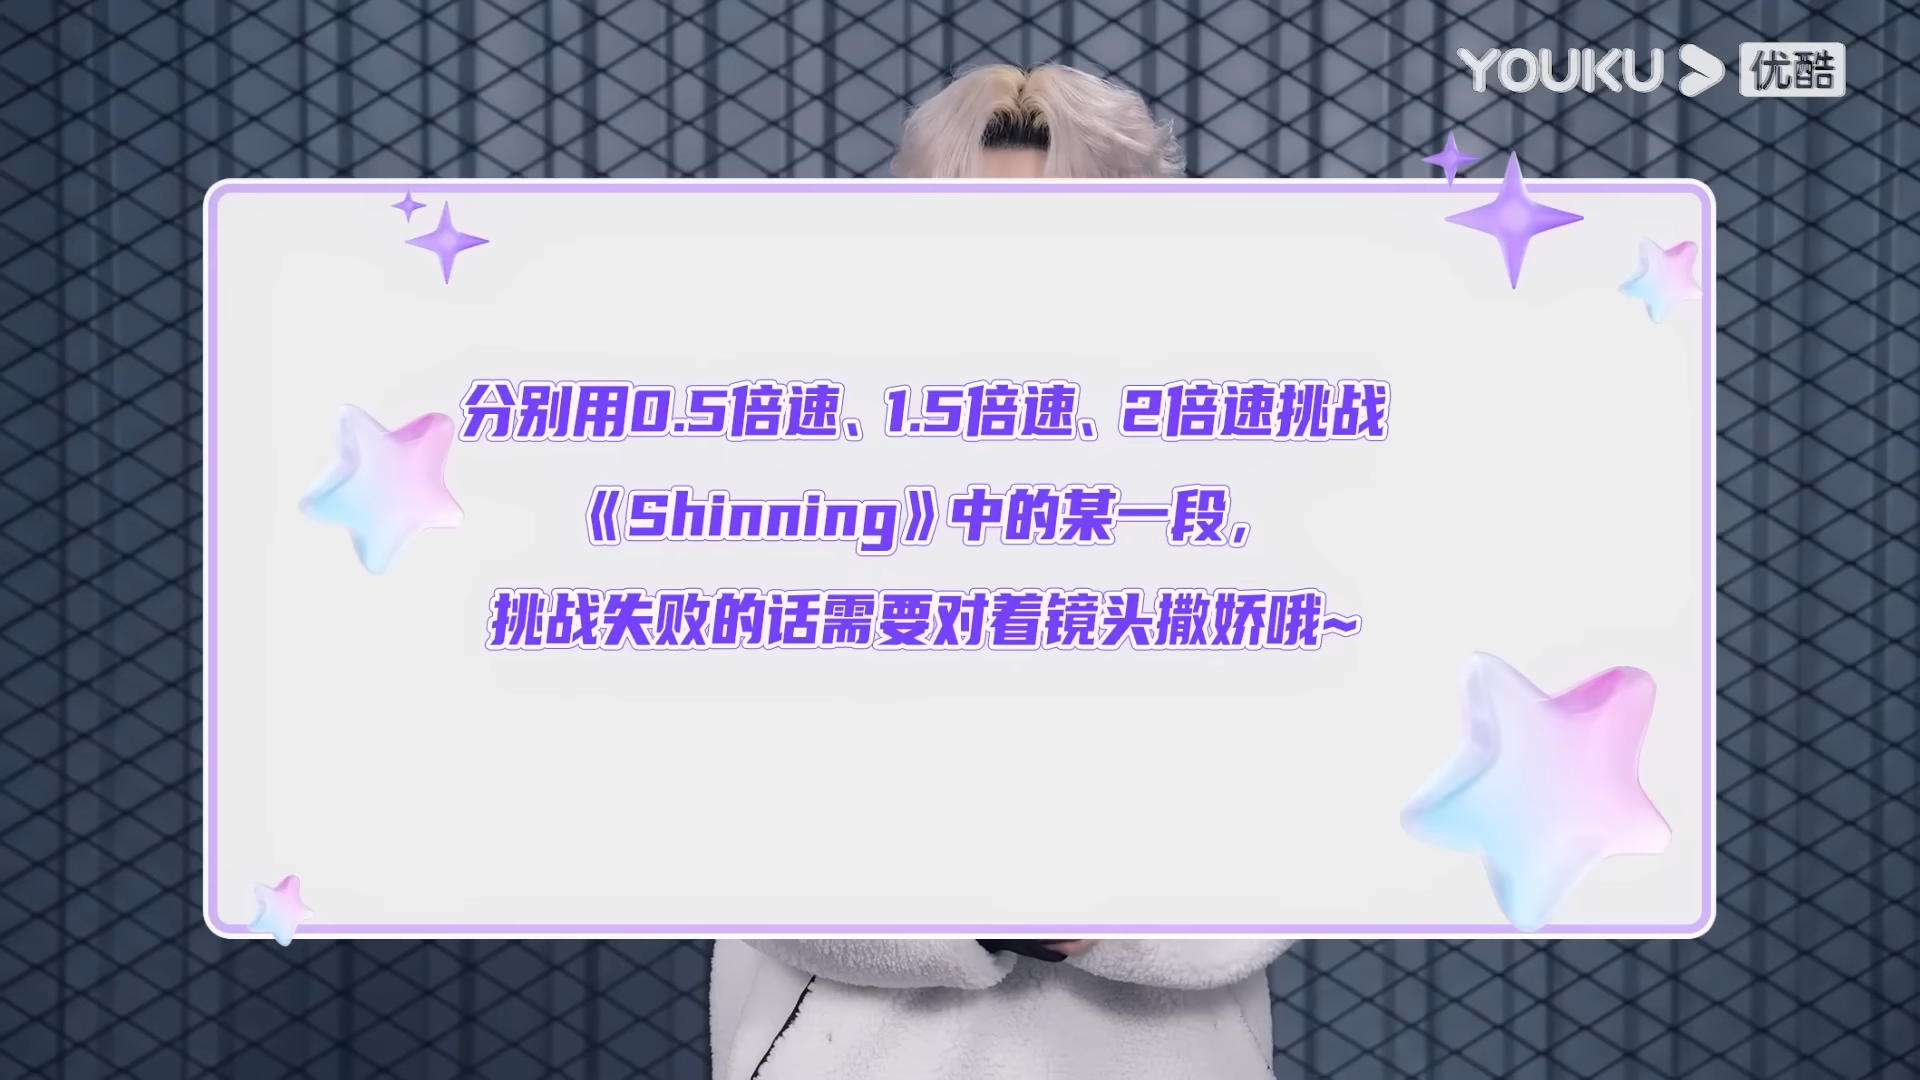 YOUKU 优酷
分别用0.5倍速、1.5倍速、2倍速挑战
《Shinning》中的某一段，
挑战失败的话需要对着镜头撒娇哦~